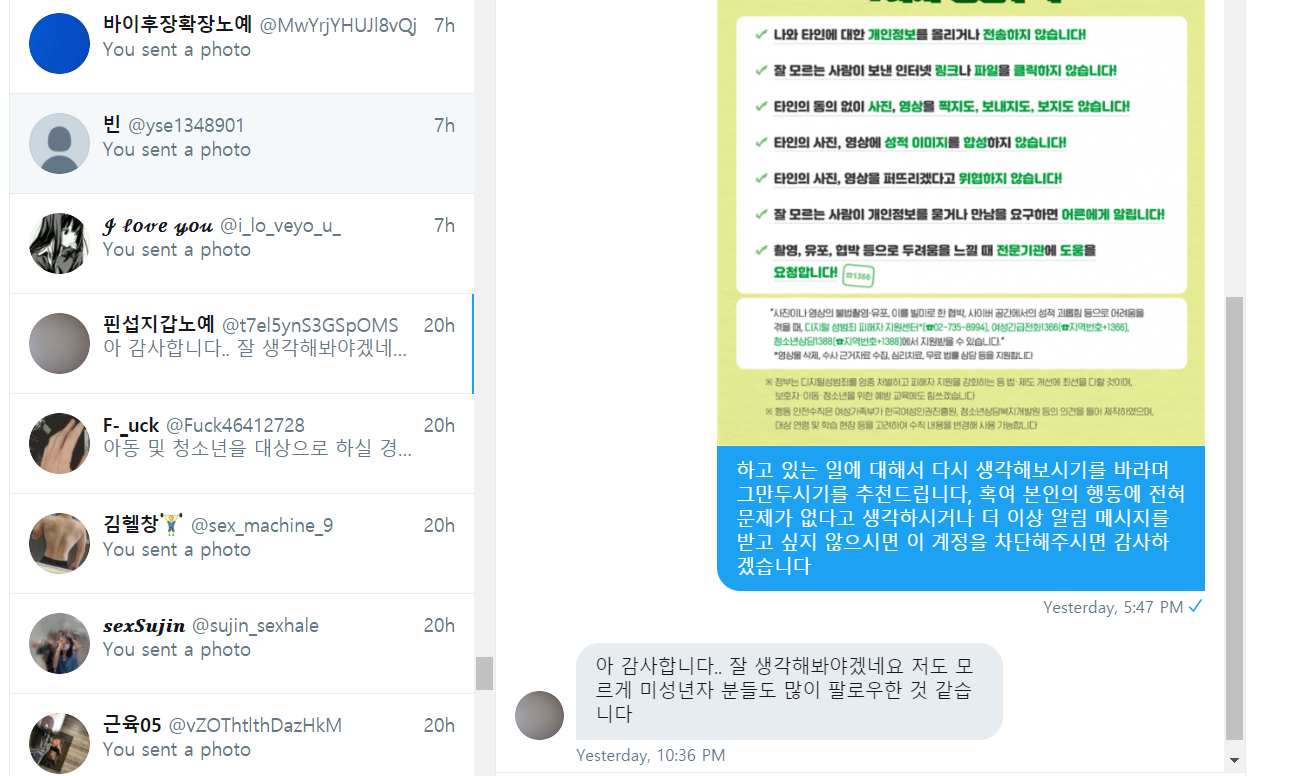 바이후장확장노예 @MwYrjYHUJl8vQj 7h
You sent a photo
빈 @yse1348901 7h
You sent a photo
𝓘 𝓵𝓸𝓿𝓮 𝔂𝓸𝓾 @i_lo_veyo_u_ 7h
You sent a photo
핀섭지갑노예 @t7el5ynS3GSpOMS 20h
아 감사합니다.. 잘 생각해봐야겠네...
F-_uck @Fuck46412728 20h
아동 및 청소년을 대상으로 하실 경...
김헬창🏋 @sex_machine_9 20h
You sent a photo
𝒔𝒆𝒙𝑺𝒖𝒋𝒊𝒏 @sujin_sexhale 20h
You sent a photo
근육05 @vZOThtlthDazHkM 20h
You sent a photo
✓ 나와 타인에 대한 개인정보를 올리거나 전송하지 않습니다!
✓ 잘 모르는 사람이 보낸 인터넷 링크나 파일을 클릭하지 않습니다!
✓ 타인의 동의 없이 사진, 영상을 찍지도, 보내지도, 보지도 않습니다!
✓ 타인의 사진, 영상에 성적 이미지를 합성하지 않습니다!
✓ 타인의 사진, 영상을 퍼뜨리겠다고 위협하지 않습니다!
✓ 잘 모르는 사람이 개인정보를 묻거나 만남을 요구하면 어른에게 알립니다!
✓ 촬영, 유포, 협박 등으로 두려움을 느낄 때 전문기관에 도움을
요청합니다! ☎1366
"사진이나 영상의 불법촬영·유포, 이를 빌미로 한 협박, 사이버 공간에서의 성적 괴롭힘 등으로 어려움을
겪을 때, 디지털 성범죄 피해자 지원센터*(☎02-735-8994), 여성긴급전화1366(☎지역번호+1366),
청소년상담1388(☎지역번호+1388)에서 지원받을 수 있습니다."
*영상물 삭제, 수사 근거자료 수집, 심리치료, 무료 법률 상담 등을 지원합니다
※ 정부는 디지털성범죄를 엄중 처벌하고 피해자 지원을 강화하는 등 법·제도 개선에 최선을 다할 것이며,
보호자·아동·청소년을 위한 예방 교육에도 힘쓰겠습니다
※ 행동 안전수칙은 여성가족부가 한국여성인권진흥원, 청소년상담복지개발원 등의 의견을 들어 제작하였으며,
대상 연령 및 학습 현장 등을 고려하여 수칙 내용을 변경해 사용 가능합니다
하고 있는 일에 대해서 다시 생각해보시기를 바라며
그만두시기를 추천드립니다, 혹여 본인의 행동에 전혀
문제가 없다고 생각하시거나 더 이상 알림 메시지를
받고 싶지 않으시면 이 계정을 차단해주시면 감사하
겠습니다
Yesterday, 5:47 PM ✓
아 감사합니다.. 잘 생각해봐야겠네요 저도 모
르게 미성년자 분들도 많이 팔로우한 것 같습
니다
Yesterday, 10:36 PM